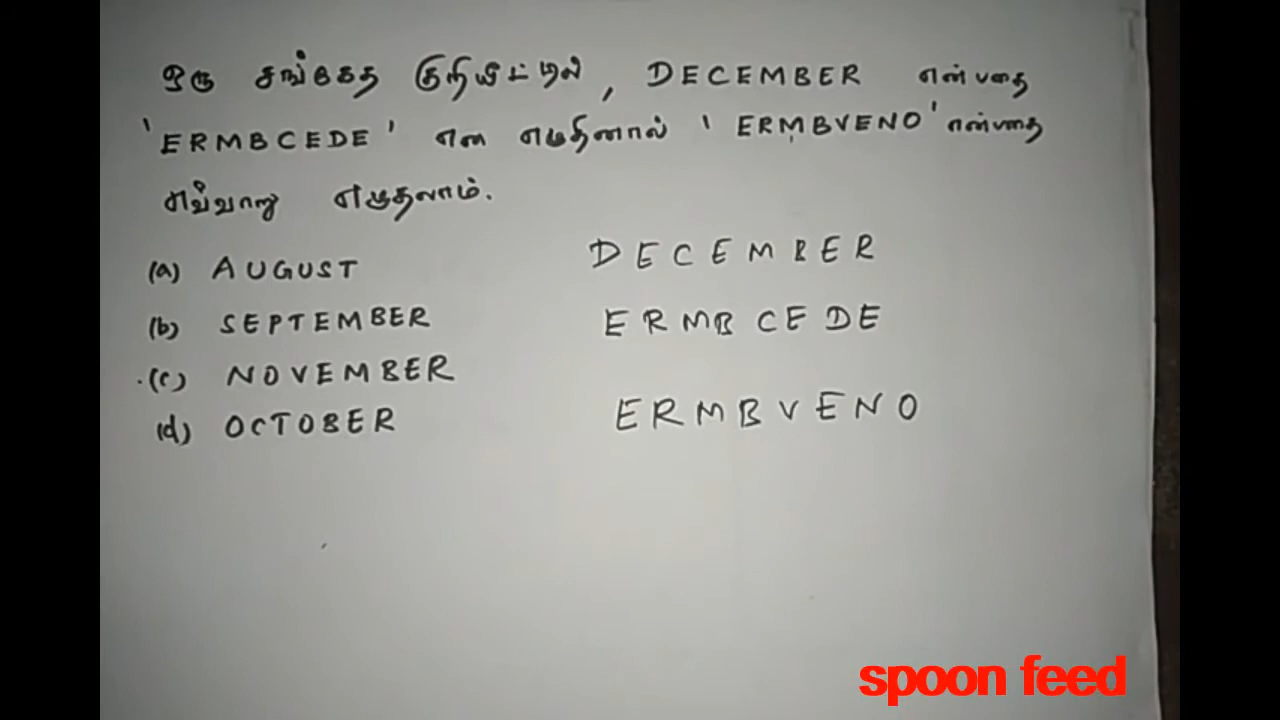 ஒரு சங்கேத குறியீட்டில், DECEMBER என்பதை
'ERMBCEDE' என எழுதினால் 'ERMBVENO' என்பதை
எவ்வாறு எழுதலாம்.
(a) AUGUST
(b) SEPTEMBER
(c) NOVEMBER
(d) OCTOBER
DECEMBER
ERMBCEDE
ERMBVENO
spoon feed